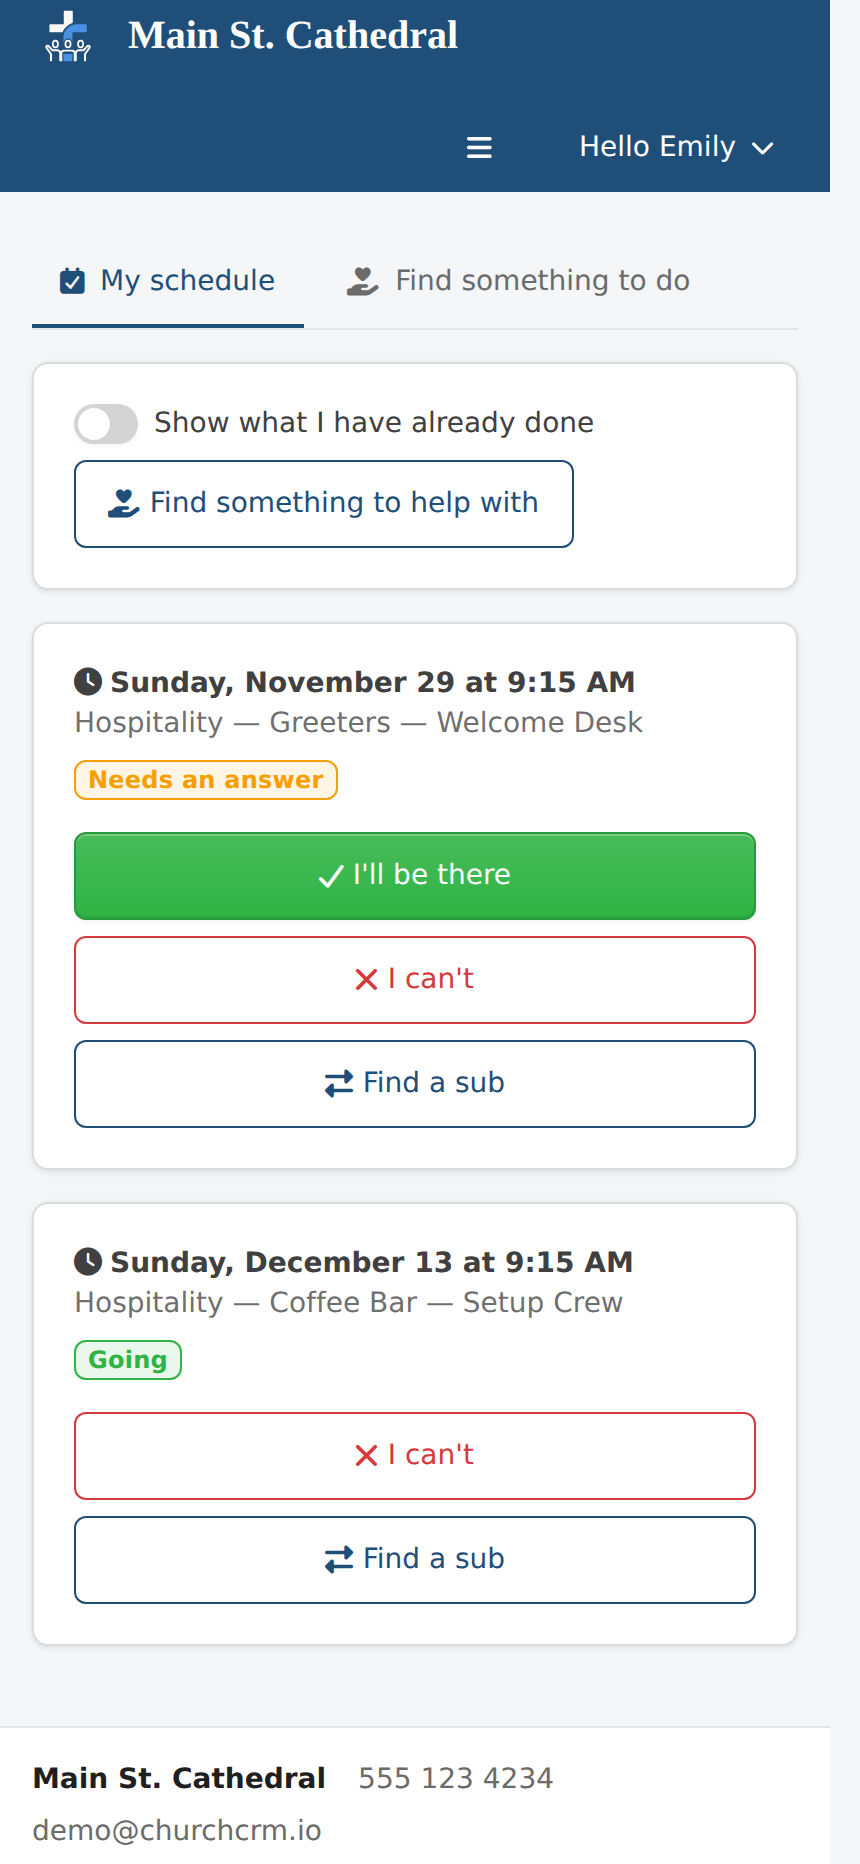 Main St. Cathedral
Hello Emily
My schedule
Find something to do
Show what I have already done
Find something to help with
Sunday, November 29 at 9:15 AM
Hospitality — Greeters — Welcome Desk
Needs an answer
I'll be there
I can't
Find a sub
Sunday, December 13 at 9:15 AM
Hospitality — Coffee Bar — Setup Crew
Going
I can't
Find a sub
Main St. Cathedral 555 123 4234
demo@churchcrm.io